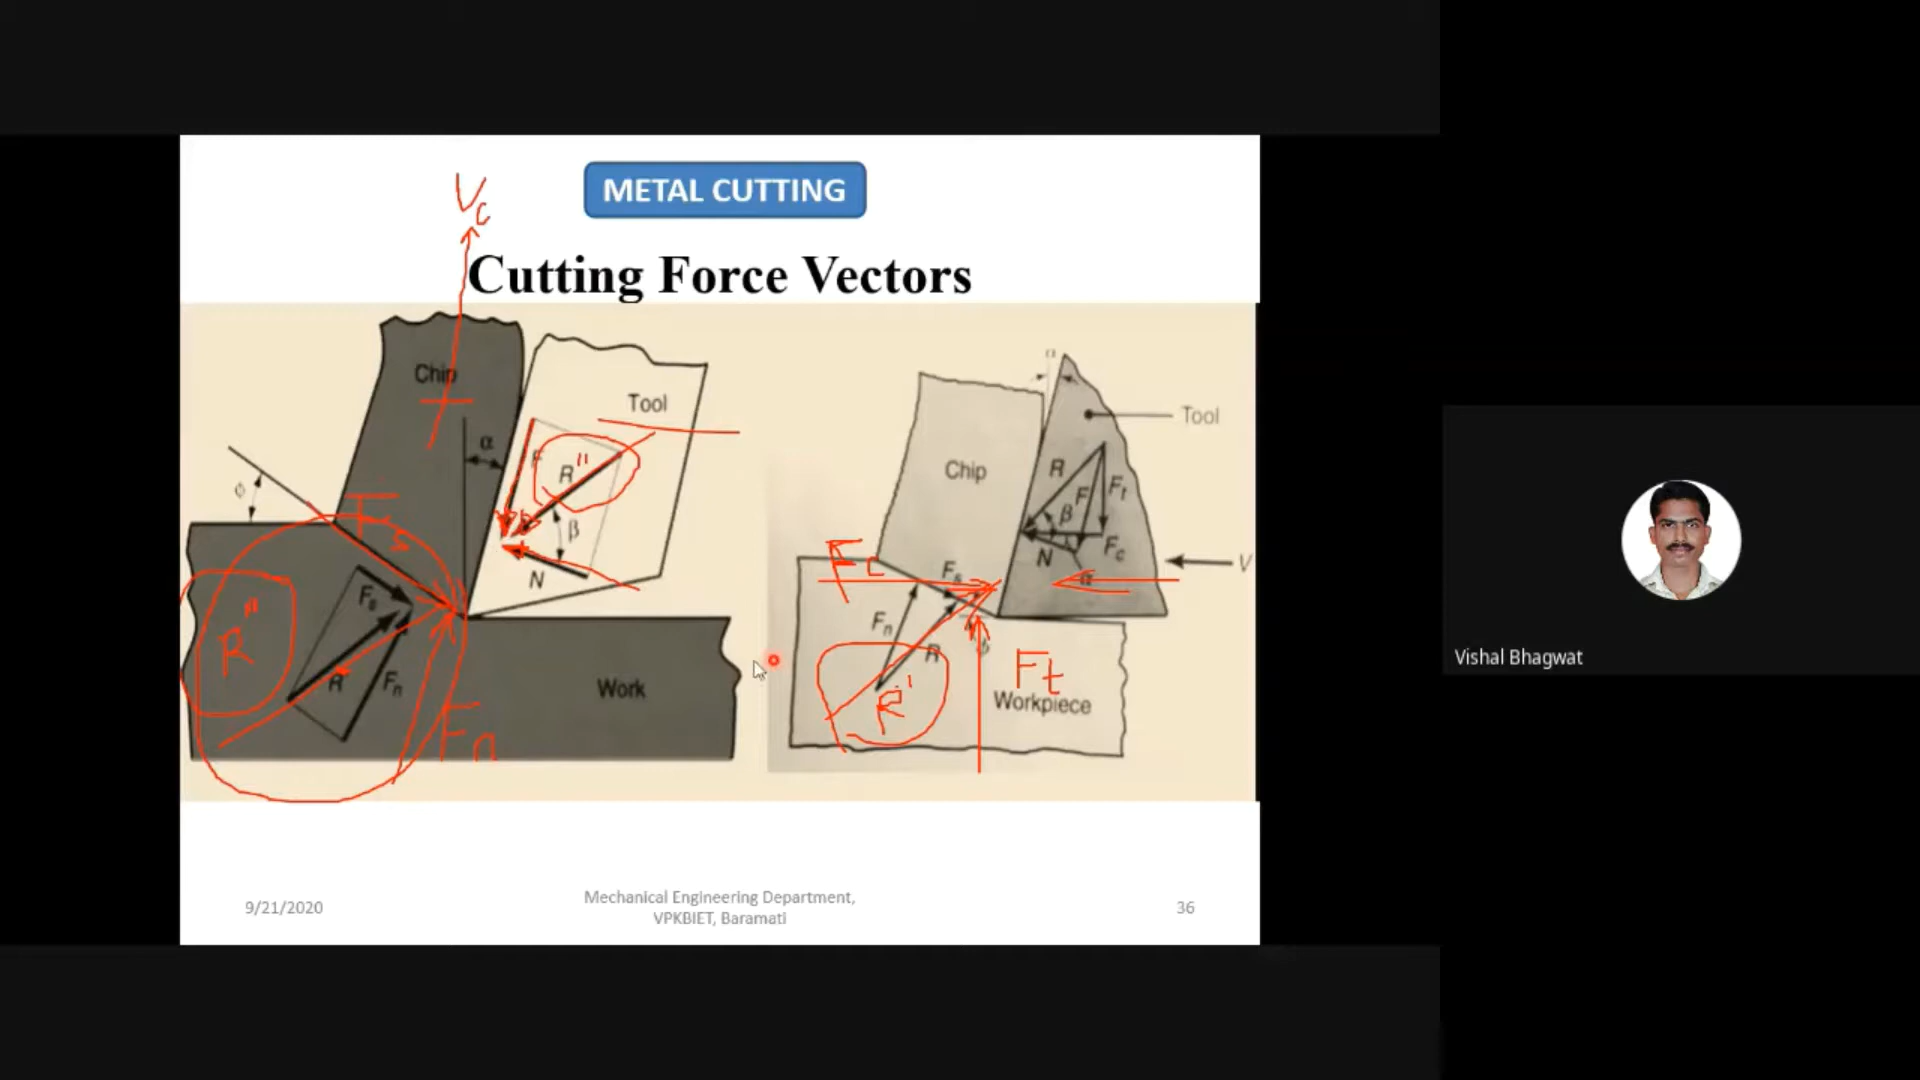 METAL CUTTING
Cutting Force Vectors
Vc
Chip
Tool
α
F
R"
β
N
ϕ
Fs
Fs
R"
R
Fn
Fn
Work
α
Tool
Chip
R
F
Ft
β
N
Fc
V
Fc
Fs
Fn
R
R'
ϕ
Ft
Workpiece
9/21/2020
Mechanical Engineering Department,
VPKBIET, Baramati
36
Vishal Bhagwat